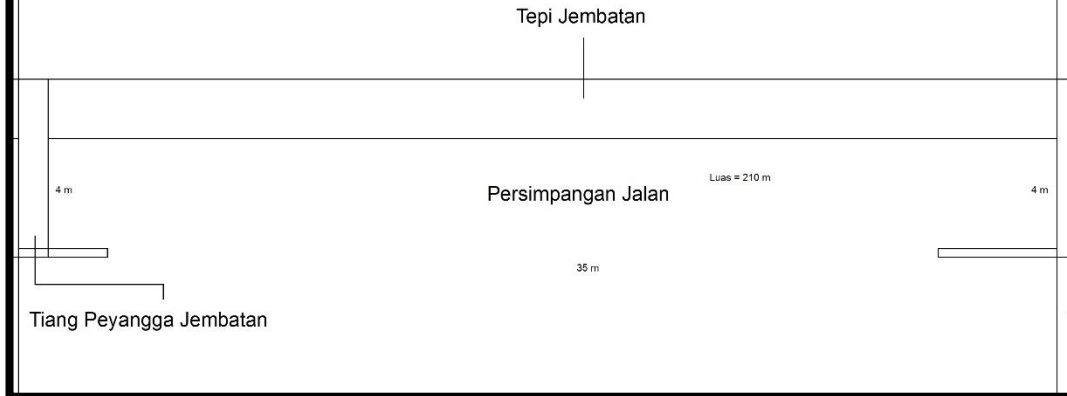 Tepi Jembatan
Luas = 210 m
4 m
Persimpangan Jalan
4 m
35 m
Tiang Peyangga Jembatan